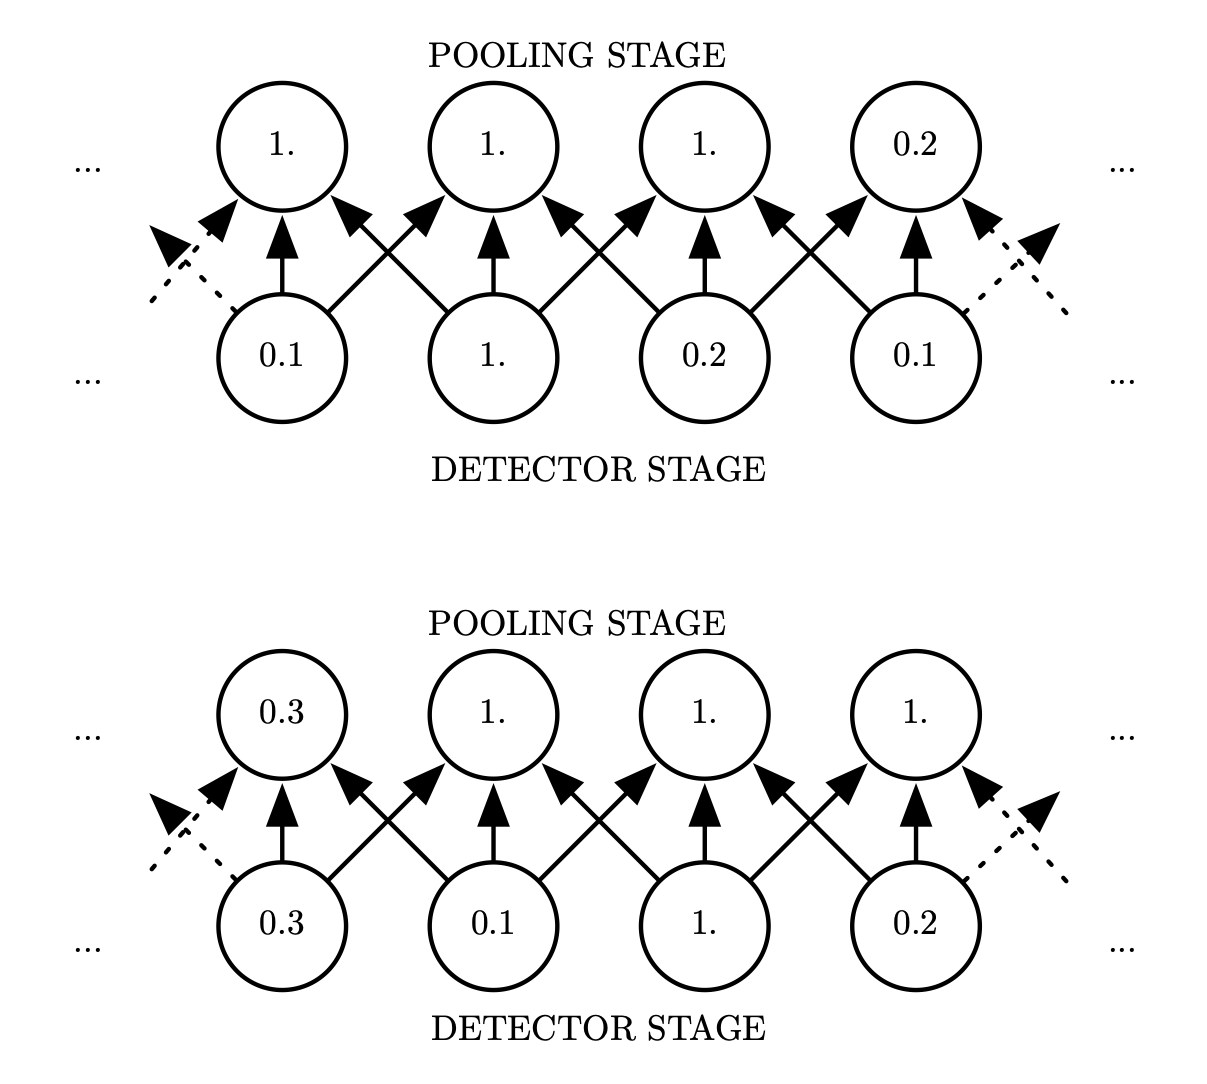 POOLING STAGE
... 1. 1. 1. 0.2 ...
... 0.1 1. 0.2 0.1 ...
DETECTOR STAGE
POOLING STAGE
... 0.3 1. 1. 1. ...
... 0.3 0.1 1. 0.2 ...
DETECTOR STAGE